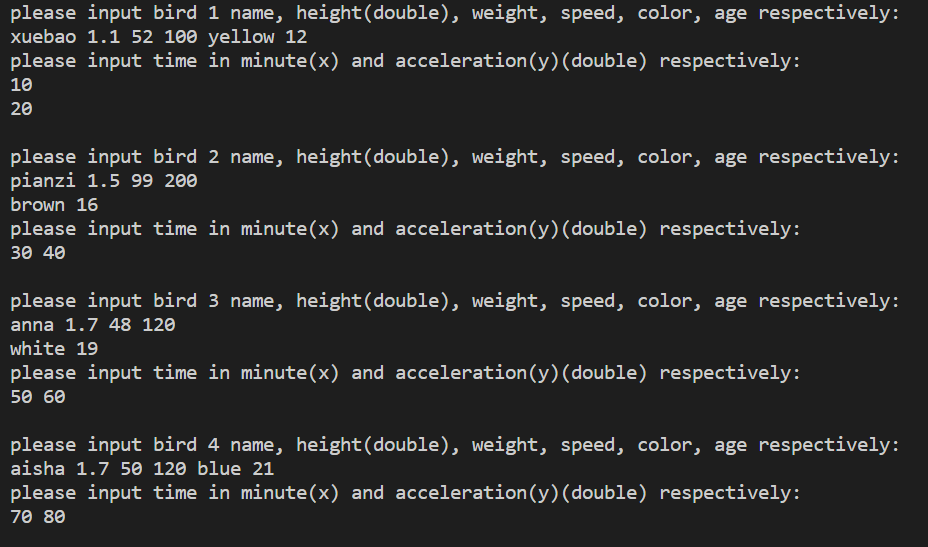 please input bird 1 name, height(double), weight, speed, color, age respectively:
xuebao 1.1 52 100 yellow 12
please input time in minute(x) and acceleration(y)(double) respectively:
10
20
please input bird 2 name, height(double), weight, speed, color, age respectively:
pianzi 1.5 99 200
brown 16
please input time in minute(x) and acceleration(y)(double) respectively:
30 40
please input bird 3 name, height(double), weight, speed, color, age respectively:
anna 1.7 48 120
white 19
please input time in minute(x) and acceleration(y)(double) respectively:
50 60
please input bird 4 name, height(double), weight, speed, color, age respectively:
aisha 1.7 50 120 blue 21
please input time in minute(x) and acceleration(y)(double) respectively:
70 80